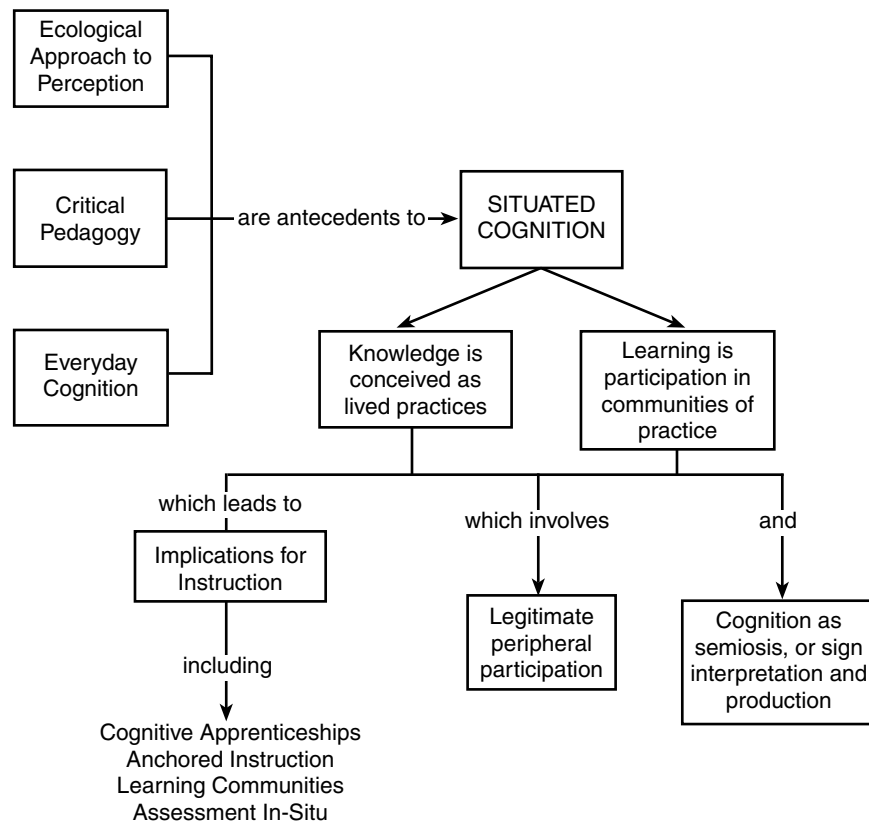 Ecological
Approach to
Perception
Critical
Pedagogy
Everyday
Cognition
are antecedents to
SITUATED
COGNITION
Knowledge is
conceived as
lived practices
Learning is
participation in
communities of
practice
which leads to
Implications for
Instruction
including
Cognitive Apprenticeships
Anchored Instruction
Learning Communities
Assessment In-Situ
which involves
Legitimate
peripheral
participation
and
Cognition as
semiosis, or sign
interpretation and
production